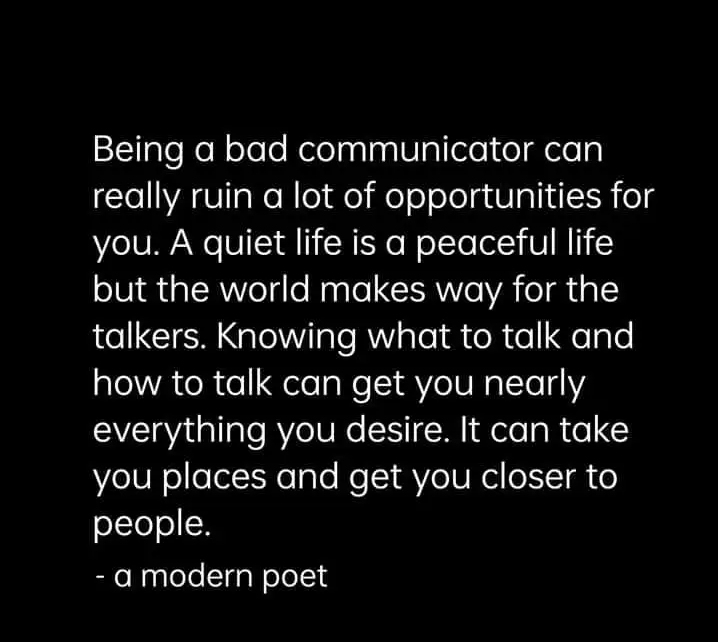 Being a bad communicator can
really ruin a lot of opportunities for
you. A quiet life is a peaceful life
but the world makes way for the
talkers. Knowing what to talk and
how to talk can get you nearly
everything you desire. It can take
you places and get you closer to
people.
- a modern poet